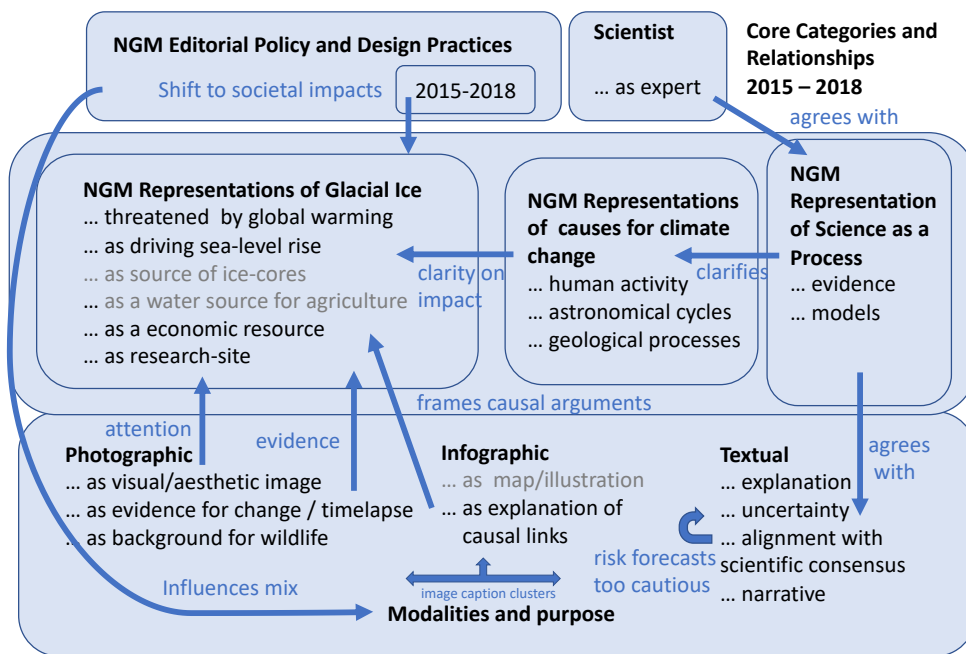 NGM Editorial Policy and Design Practices
Shift to societal impacts
2015-2018
Scientist
... as expert
Core Categories and
Relationships
2015 – 2018
agrees with
NGM Representations of Glacial Ice
... threatened by global warming
... as driving sea-level rise
... as source of ice-cores
... as a water source for agriculture
... as a economic resource
... as research-site
clarity on
impact
NGM Representations
of causes for climate
change
... human activity
... astronomical cycles
... geological processes
clarifies
NGM
Representation
of Science as a
Process
... evidence
... models
frames causal arguments
attention
evidence
agrees
with
Photographic
... as visual/aesthetic image
... as evidence for change / timelapse
... as background for wildlife
Infographic
... as map/illustration
... as explanation of
causal links
Textual
... explanation
... uncertainty
... alignment with
scientific consensus
... narrative
risk forecasts
too cautious
Influences mix
image caption clusters
Modalities and purpose